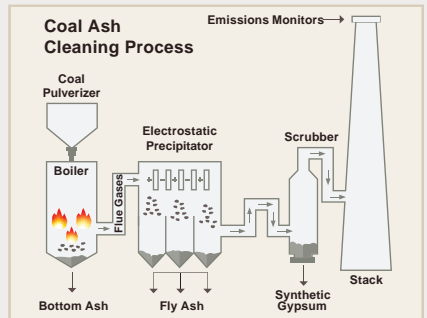 Coal Ash
Cleaning Process
Emissions Monitors
Coal
Pulverizer
Electrostatic
Precipitator
Scrubber
Boiler
Flue Gases
- + - + - +
Stack
Bottom Ash
Fly Ash
Synthetic
Gypsum